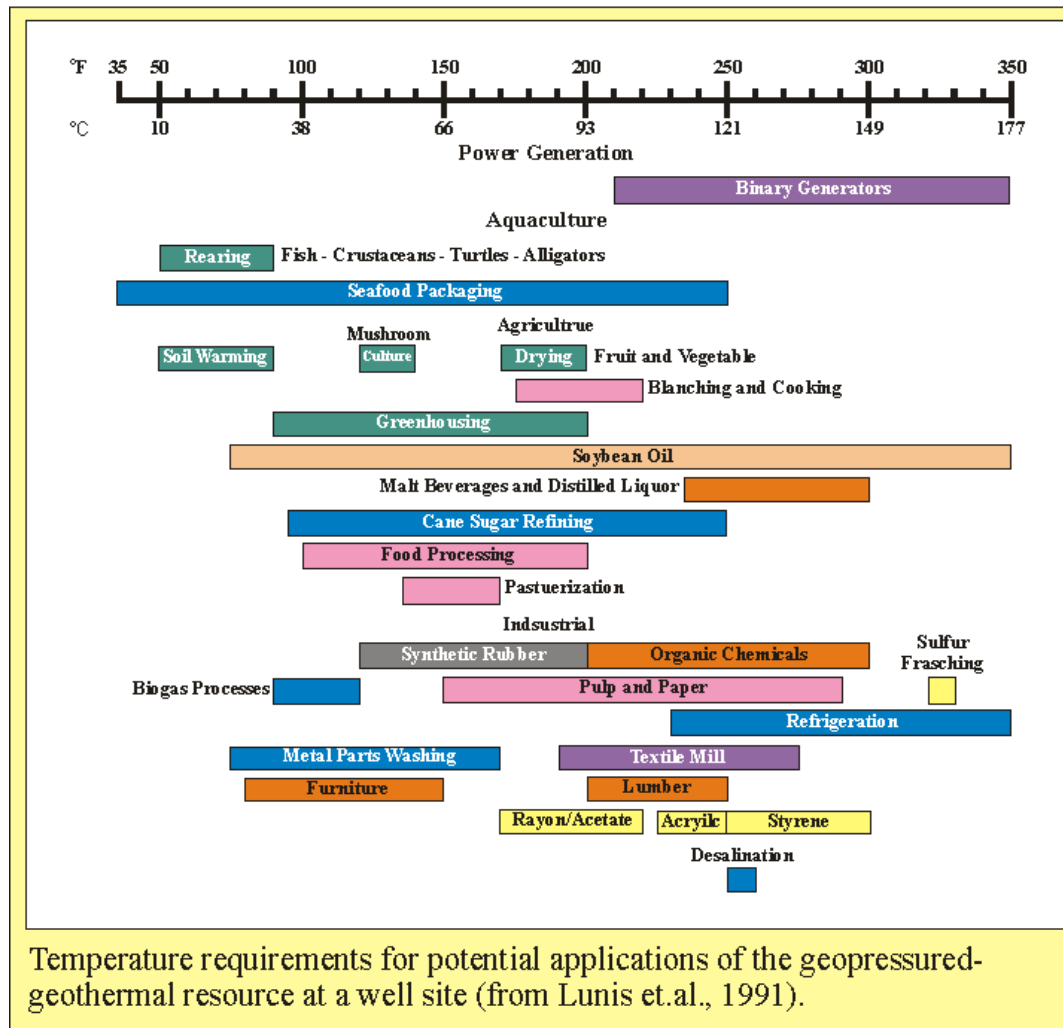 °F 35 50 100 150 200 250 300 350
°C 10 38 66 93 121 149 177
Power Generation
Binary Generators
Aquaculture
Rearing Fish - Crustaceans - Turtles - Alligators
Seafood Packaging
Mushroom Agricultrue
Soil Warming Culture Drying Fruit and Vegetable
Blanching and Cooking
Greenhousing
Soybean Oil
Malt Beverages and Distilled Liquor
Cane Sugar Refining
Food Processing
Pastuerization
Indsustrial
Synthetic Rubber Organic Chemicals Sulfur
Frasching
Biogas Processes Pulp and Paper
Refrigeration
Metal Parts Washing Textile Mill
Furniture Lumber
Rayon/Acetate Acryilc Styrene
Desalination
Temperature requirements for potential applications of the geopressured-
geothermal resource at a well site (from Lunis et.al., 1991).